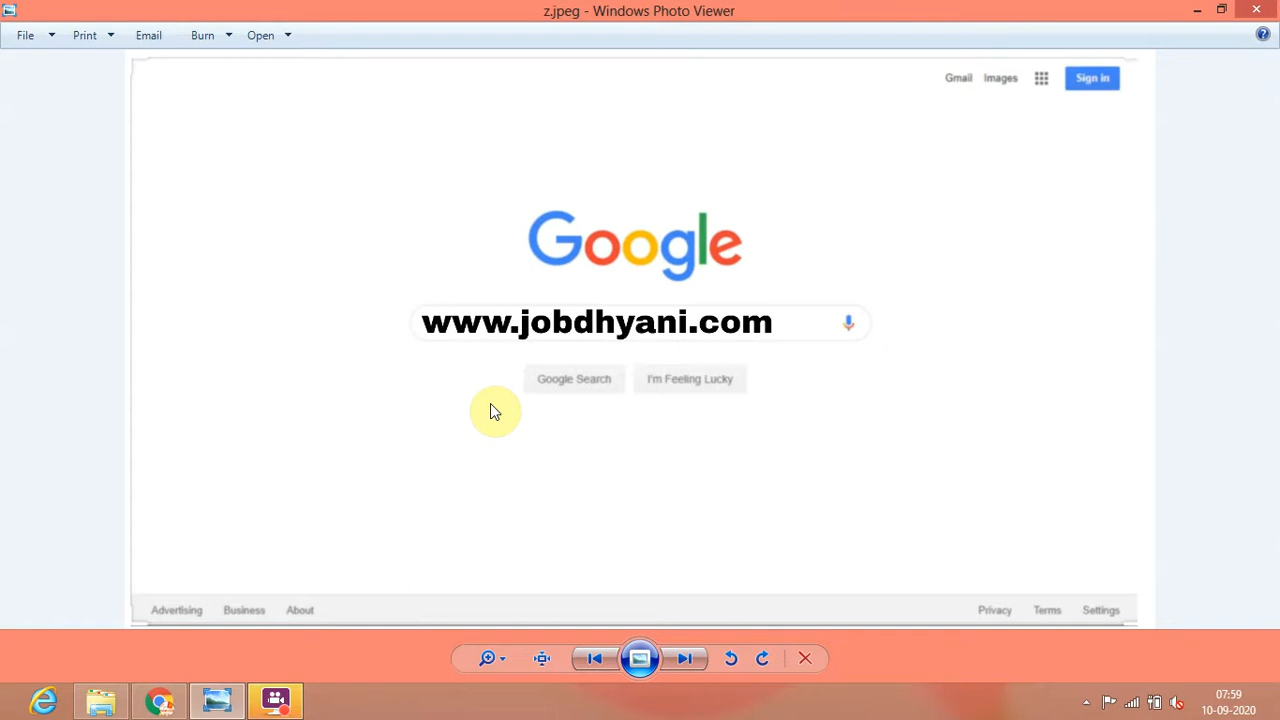 z.jpeg - Windows Photo Viewer
File Print Email Burn Open
Gmail Images Sign in
Google
www.jobdhyani.com
Google Search I'm Feeling Lucky
Advertising Business About Privacy Terms Settings
07:59
10-09-2020